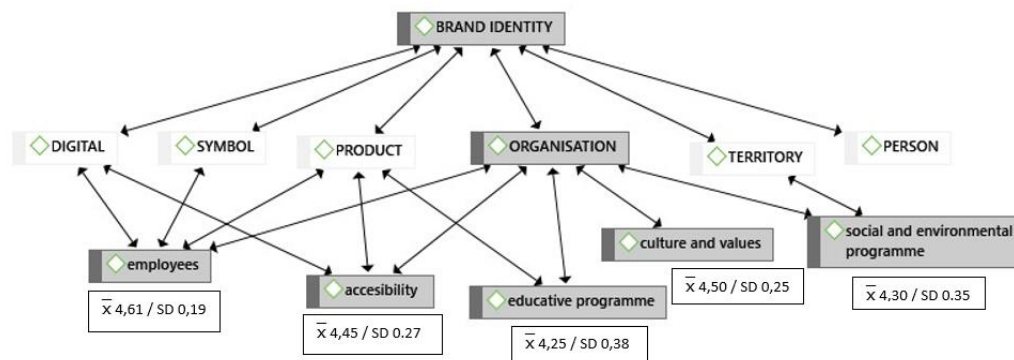 BRAND IDENTITY
DIGITAL
SYMBOL
PRODUCT
ORGANISATION
TERRITORY
PERSON
employees
accesibility
educative programme
culture and values
social and environmental
programme
x̅ 4,61 / SD 0,19
x̅ 4,45 / SD 0.27
x̅ 4,25 / SD 0,38
x̅ 4,50 / SD 0,25
x̅ 4,30 / SD 0.35